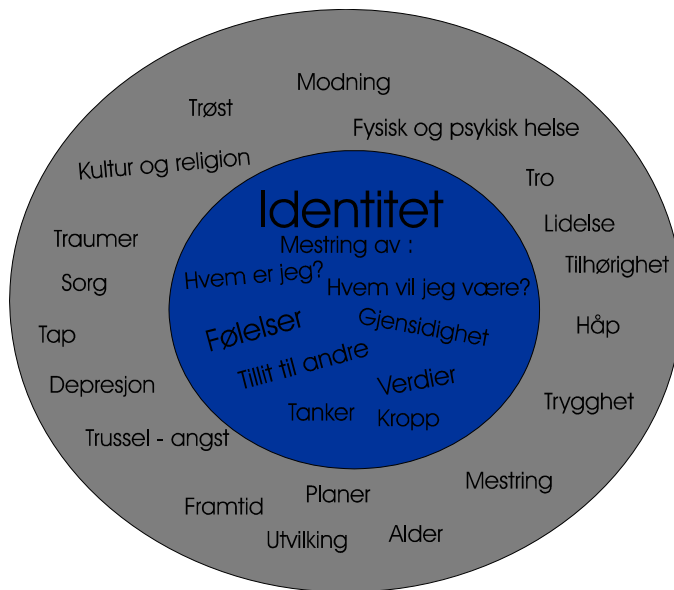 Modning
Trøst
Fysisk og psykisk helse
Kultur og religion
Tro
Identitet
Lidelse
Traumer
Mestring av :
Tilhørighet
Hvem er jeg?
Sorg
Hvem vil jeg være?
Følelser
Gjensidighet
Håp
Tap
Tillit til andre
Depresjon
Verdier
Trygghet
Tanker
Kropp
Trussel - angst
Mestring
Planer
Framtid
Alder
Utvilking